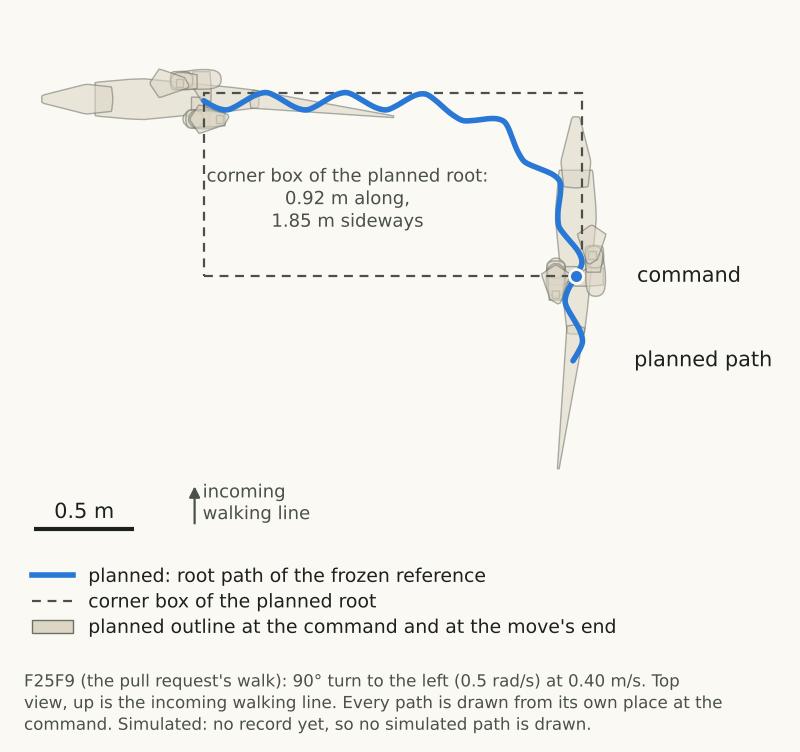 corner box of the planned root:
0.92 m along,
1.85 m sideways
command
planned path
0.5 m
incoming
walking line
planned: root path of the frozen reference
corner box of the planned root
planned outline at the command and at the move's end
F25F9 (the pull request's walk): 90° turn to the left (0.5 rad/s) at 0.40 m/s. Top
view, up is the incoming walking line. Every path is drawn from its own place at the
command. Simulated: no record yet, so no simulated path is drawn.